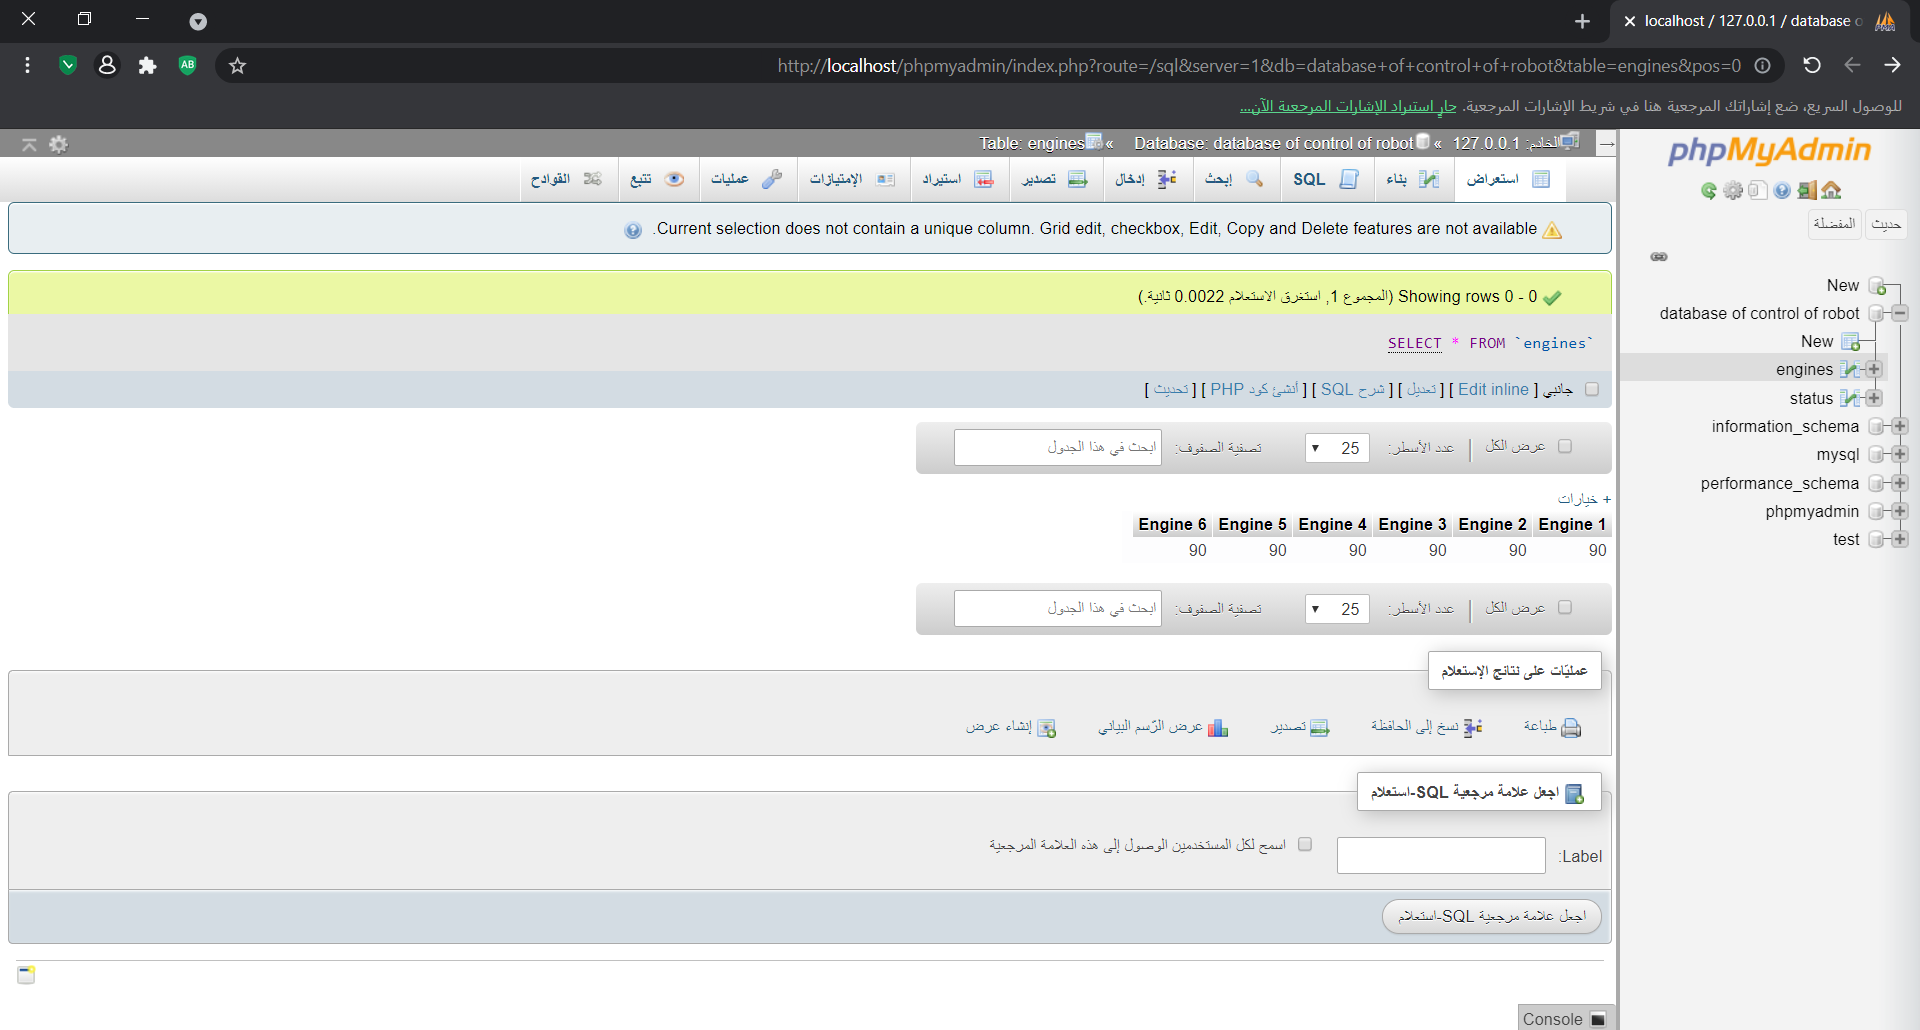 localhost / 127.0.0.1 / database o
http://localhost/phpmyadmin/index.php?route=/sql&server=1&db=database+of+control+of+robot&table=engines&pos=0
للوصول السريع، ضع إشاراتك المرجعية هنا في شريط الإشارات المرجعية. جارٍ استيراد الإشارات المرجعية الآن...
phpMyAdmin
حديث
المفضلة
New
database of control of robot
New
engines
status
information_schema
mysql
performance_schema
phpmyadmin
test
الخادم: 127.0.0.1 » Database: database of control of robot » Table: engines
استعراض
بناء
SQL
إبحث
إدخال
تصدير
استيراد
الإمتيازات
عمليات
تتبع
القوادح
Current selection does not contain a unique column. Grid edit, checkbox, Edit, Copy and Delete features are not available.
Showing rows 0 - 0 (المجموع 1, استغرق الاستعلام 0.0022 ثانية.)
SELECT * FROM `engines`
جانبي [ Edit inline ] [ تعديل ] [ شرح SQL ] [ أنشئ كود PHP ] [ تحديث ]
عرض الكل
عدد الأسطر: 25
تصفية الصفوف: ابحث في هذا الجدول
+ خيارات
Engine 1 Engine 2 Engine 3 Engine 4 Engine 5 Engine 6
90 90 90 90 90 90
عرض الكل
عدد الأسطر: 25
تصفية الصفوف: ابحث في هذا الجدول
عمليّات على نتائج الإستعلام
طباعة
نسخ إلى الحافظة
تصدير
عرض الرّسم البياني
إنشاء عرض
اجعل علامة مرجعية SQL-استعلام
Label:
اسمح لكل المستخدمين الوصول إلى هذه العلامة المرجعية
اجعل علامة مرجعية SQL-استعلام
Console